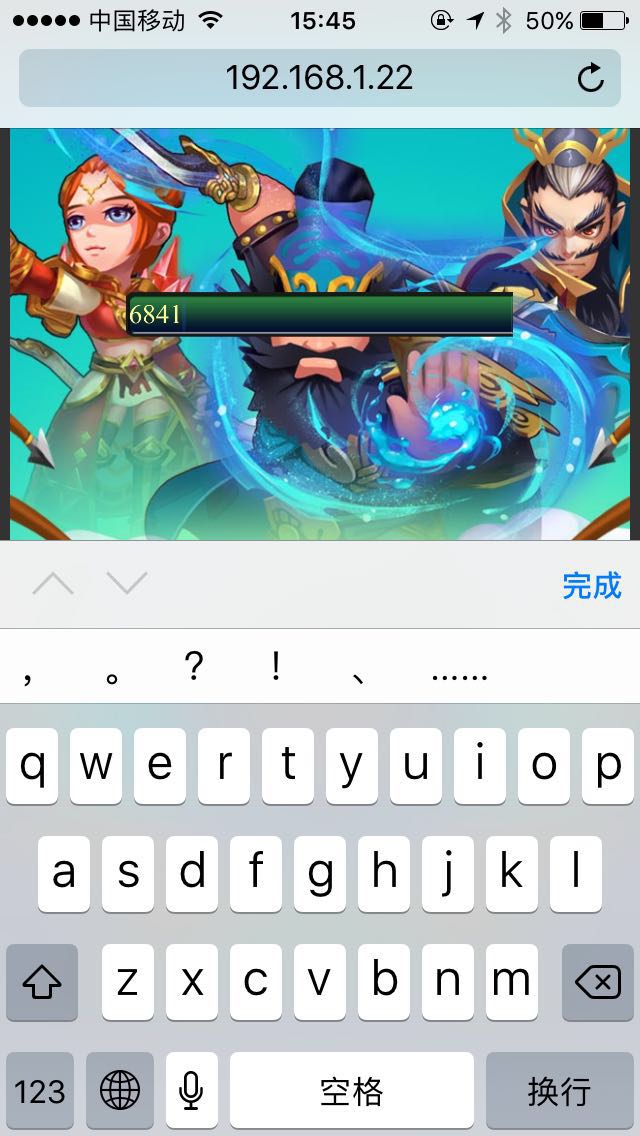 中国移动 15:45 50%
192.168.1.22
6841
完成
， 。 ? ! 、 ……
q w e r t y u i o p
a s d f g h j k l
z x c v b n m
123 空格 换行